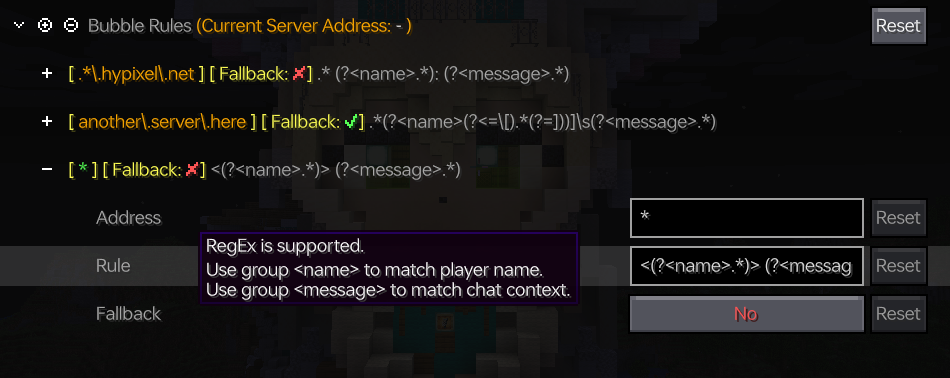 Bubble Rules (Current Server Address: - ) Reset
[ .*\.hypixel\.net ] [ Fallback: ✘] .* (?<name>.*): (?<message>.*)
[ another\.server\.here ] [ Fallback: ✔] .*(?<name>(?<=\[).*(?=]))]\s(?<message>.*)
[ * ] [ Fallback: ✘] <(?<name>.*)> (?<message>.*)
Address * Reset
RegEx is supported.
Rule <(?<name>.*)> (?<messag Reset
Use group <name> to match player name.
Use group <message> to match chat context.
Fallback No Reset